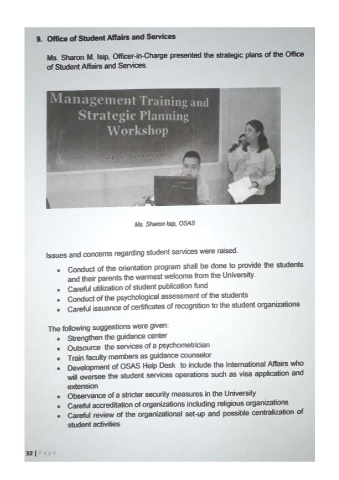 9. Office of Student Affairs and Services
Ms. Sharon M. Isip, Officer-in-Charge presented the strategic plans of the Office
of Student Affairs and Services.
Management Training and
Strategic Planning
Workshop
Ms. Sharon Isip, OSAS
Issues and concerns regarding student services were raised.
• Conduct of the orientation program shall be done to provide the students
and their parents the warmest welcome from the University.
• Careful utilization of student publication fund
• Conduct of the psychological assessment of the students
• Careful issuance of certificates of recognition to the student organizations
The following suggestions were given:
• Strengthen the guidance center
• Outsource the services of a psychometrician
• Train faculty members as guidance counselor
• Development of OSAS Help Desk to include the International Affairs who
will oversee the student services operations such as visa application and
extension
• Observance of a stricter security measures in the University
• Careful accreditation of organizations including religious organizations
• Careful review of the organizational set-up and possible centralization of
student activities
32 | Page